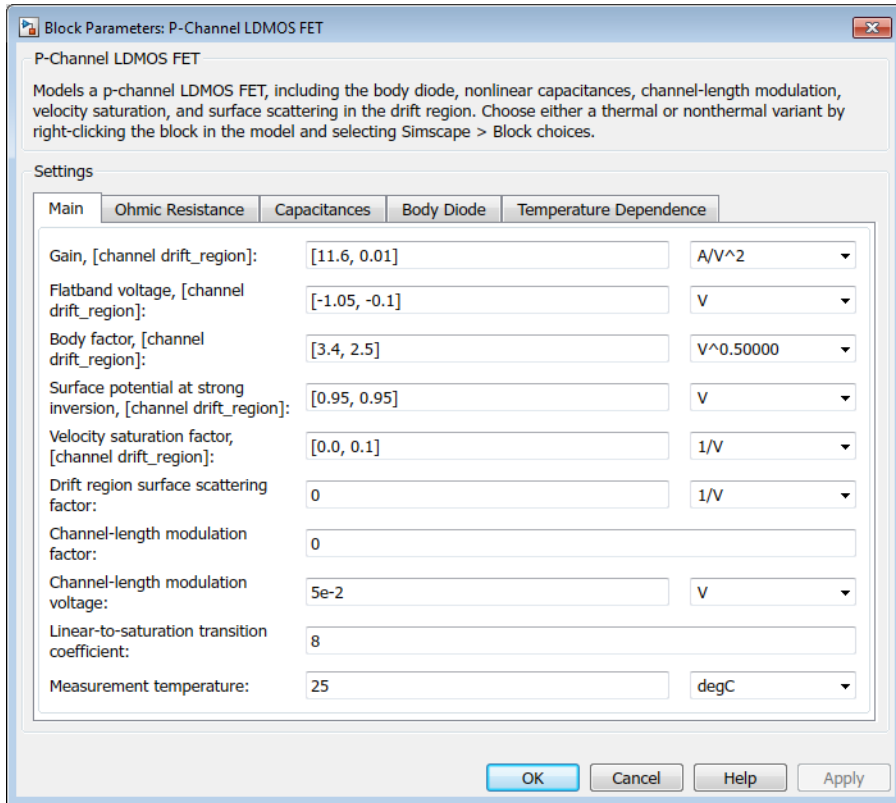 Block Parameters: P-Channel LDMOS FET
P-Channel LDMOS FET
Models a p-channel LDMOS FET, including the body diode, nonlinear capacitances, channel-length modulation,
velocity saturation, and surface scattering in the drift region. Choose either a thermal or nonthermal variant by
right-clicking the block in the model and selecting Simscape > Block choices.
Settings
Main Ohmic Resistance Capacitances Body Diode Temperature Dependence
Gain, [channel drift_region]: [11.6, 0.01] A/V^2
Flatband voltage, [channel
drift_region]: [-1.05, -0.1] V
Body factor, [channel
drift_region]: [3.4, 2.5] V^0.50000
Surface potential at strong
inversion, [channel drift_region]: [0.95, 0.95] V
Velocity saturation factor,
[channel drift_region]: [0.0, 0.1] 1/V
Drift region surface scattering
factor: 0 1/V
Channel-length modulation
factor: 0
Channel-length modulation
voltage: 5e-2 V
Linear-to-saturation transition
coefficient: 8
Measurement temperature: 25 degC
OK Cancel Help Apply